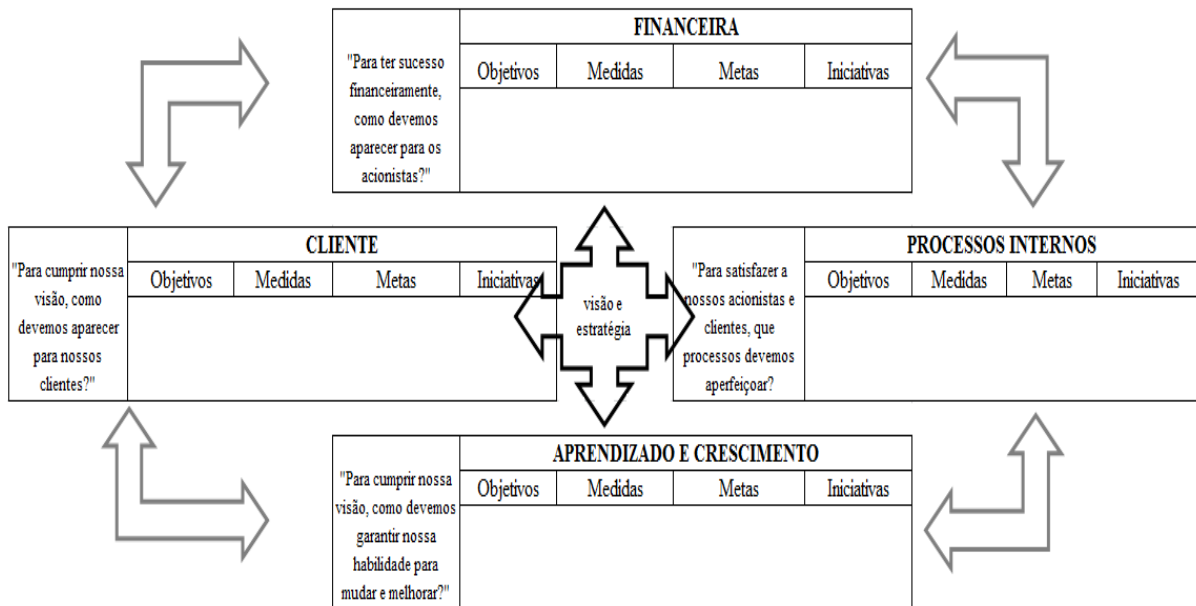 FINANCEIRA
"Para ter sucesso
financeiramente,
como devemos
aparecer para os
acionistas?"
Objetivos Medidas Metas Iniciativas
CLIENTE
"Para cumprir nossa
visão, como
devemos aparecer
para nossos
clientes?"
Objetivos Medidas Metas Iniciativas
visão e
estratégia
PROCESSOS INTERNOS
"Para satisfazer a
nossos acionistas e
clientes, que
processos devemos
aperfeiçoar?
Objetivos Medidas Metas Iniciativas
APRENDIZADO E CRESCIMENTO
"Para cumprir nossa
visão, como devemos
garantir nossa
habilidade para
mudar e melhorar?"
Objetivos Medidas Metas Iniciativas